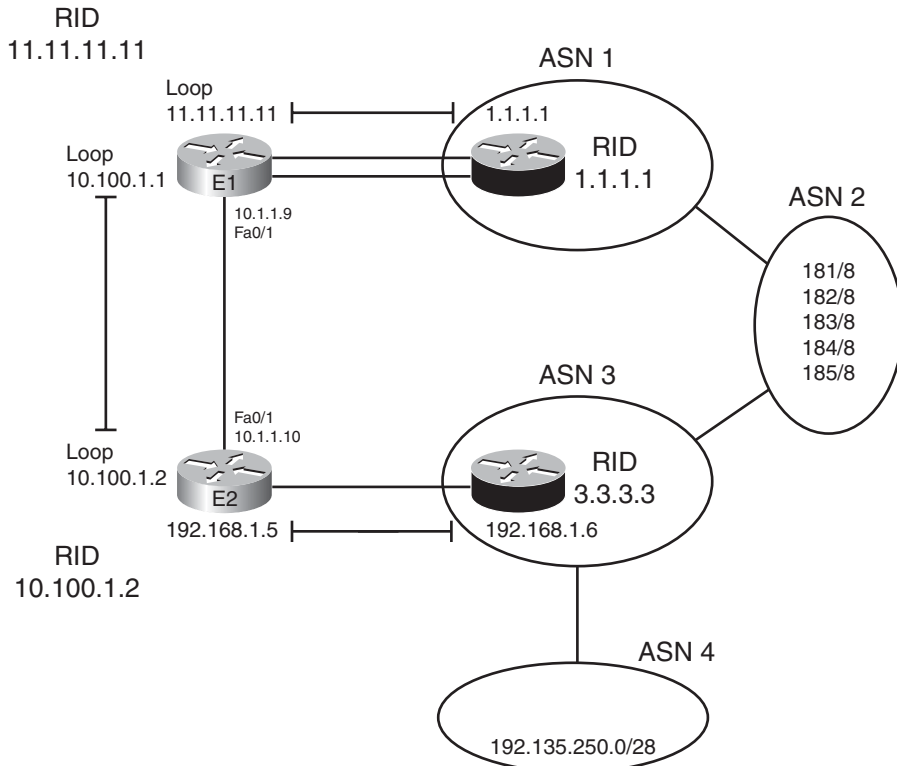 RID
11.11.11.11
Loop
11.11.11.11
1.1.1.1
ASN 1
RID
1.1.1.1
Loop
10.100.1.1
E1
10.1.1.9
Fa0/1
ASN 2
181/8
182/8
183/8
184/8
185/8
ASN 3
Fa0/1
10.1.1.10
Loop
10.100.1.2
E2
RID
3.3.3.3
192.168.1.5
192.168.1.6
RID
10.100.1.2
ASN 4
192.135.250.0/28